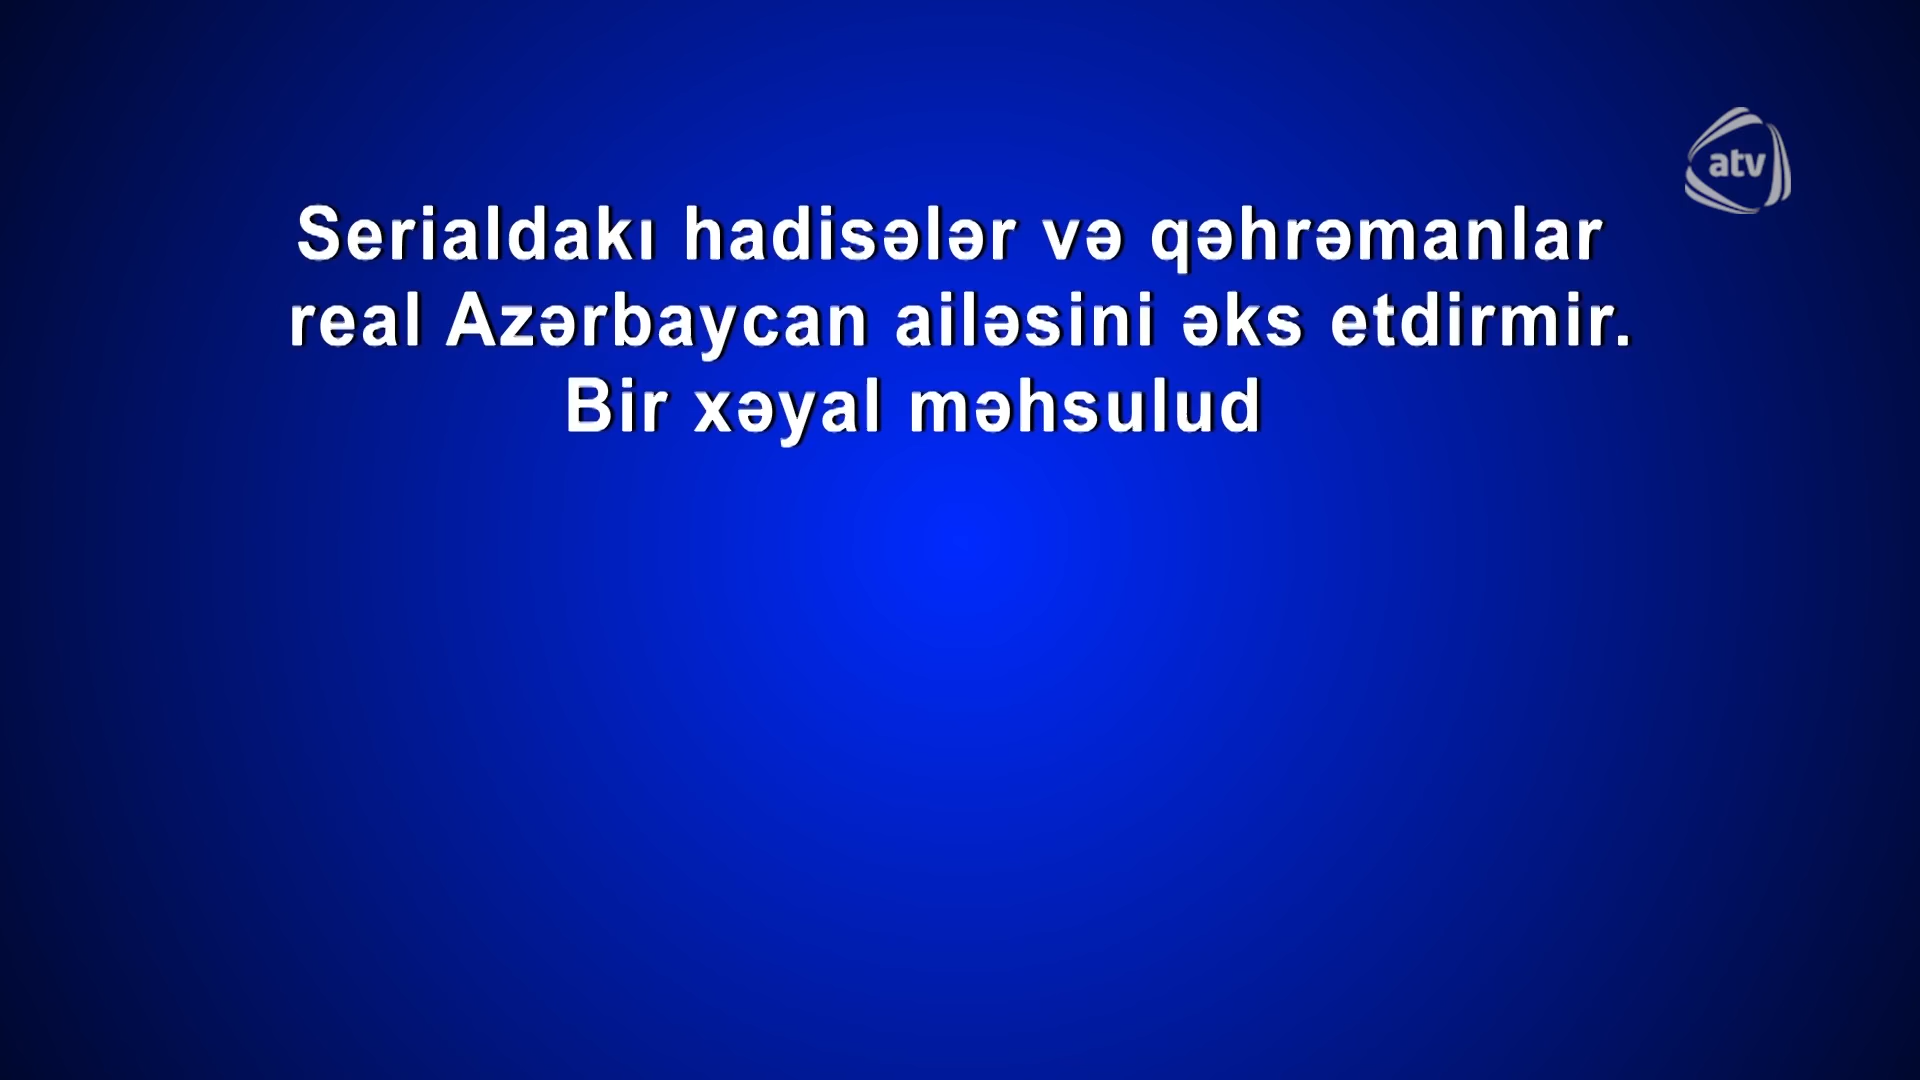 atv
Serialdakı hadisələr və qəhrəmanlar
real Azərbaycan ailəsini əks etdirmir.
Bir xəyal məhsulud